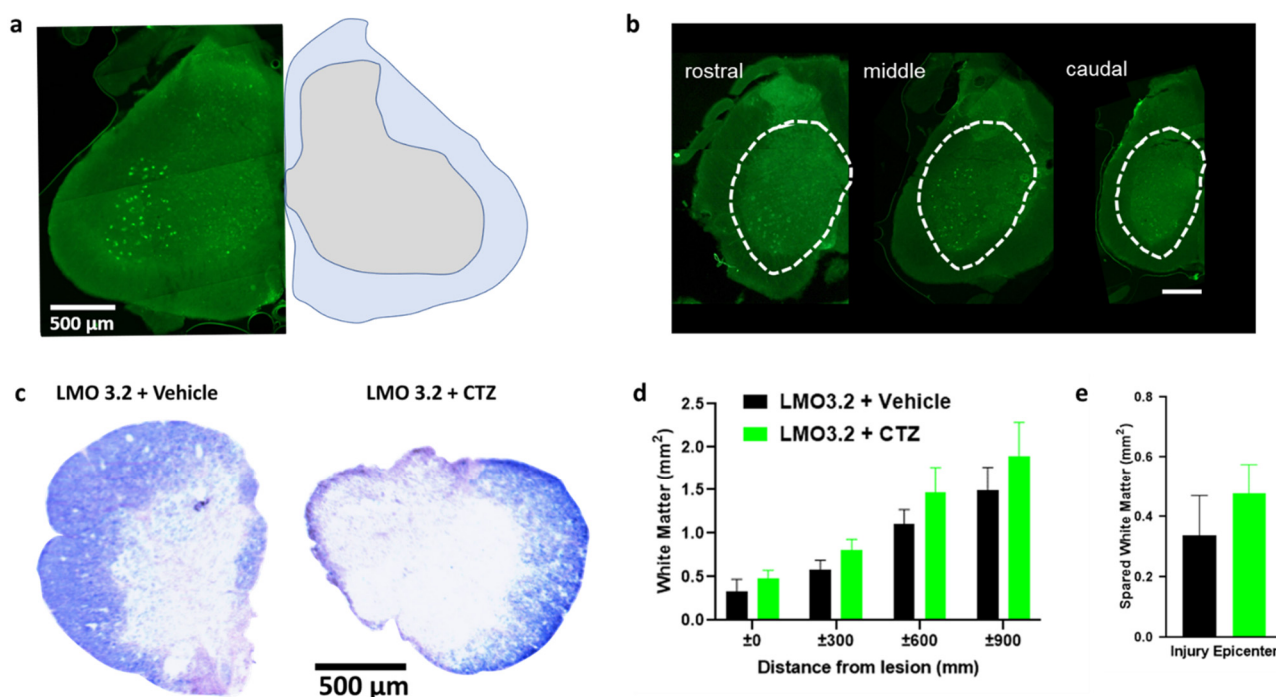 a
500 µm
b
rostral
middle
caudal
c
LMO 3.2 + Vehicle
LMO 3.2 + CTZ
500 µm
d
LMO3.2 + Vehicle
LMO3.2 + CTZ
White Matter (mm²)
2.5
2.0
1.5
1.0
0.5
0.0
±0
±300
±600
±900
Distance from lesion (mm)
e
Spared White Matter (mm²)
0.8
0.6
0.4
0.2
0.0
Injury Epicenter